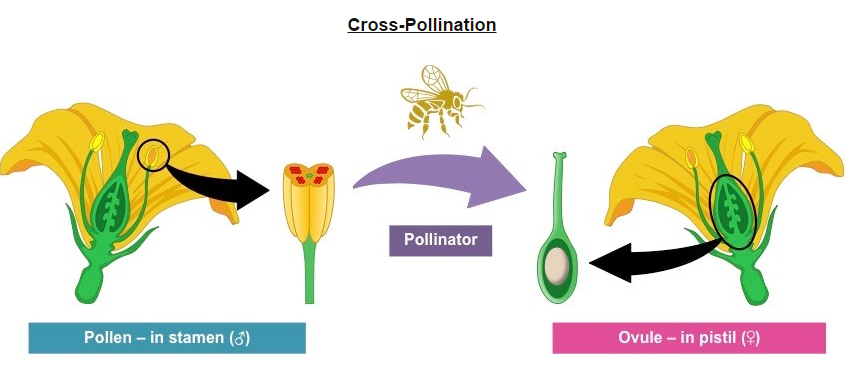 Cross-Pollination
Pollinator
Pollen – in stamen (♂)
Ovule – in pistil (♀)